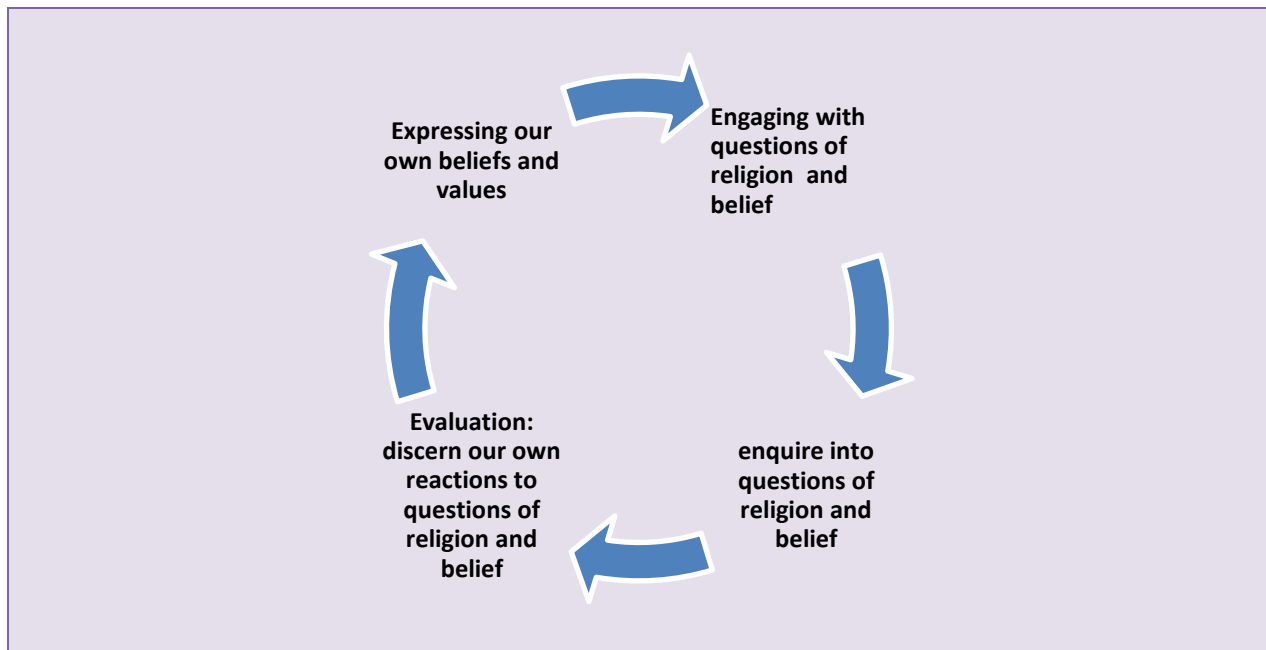 Expressing our
own beliefs and
values
Engaging with
questions of
religion and
belief
enquire into
questions of
religion and
belief
Evaluation:
discern our own
reactions to
questions of
religion and
belief